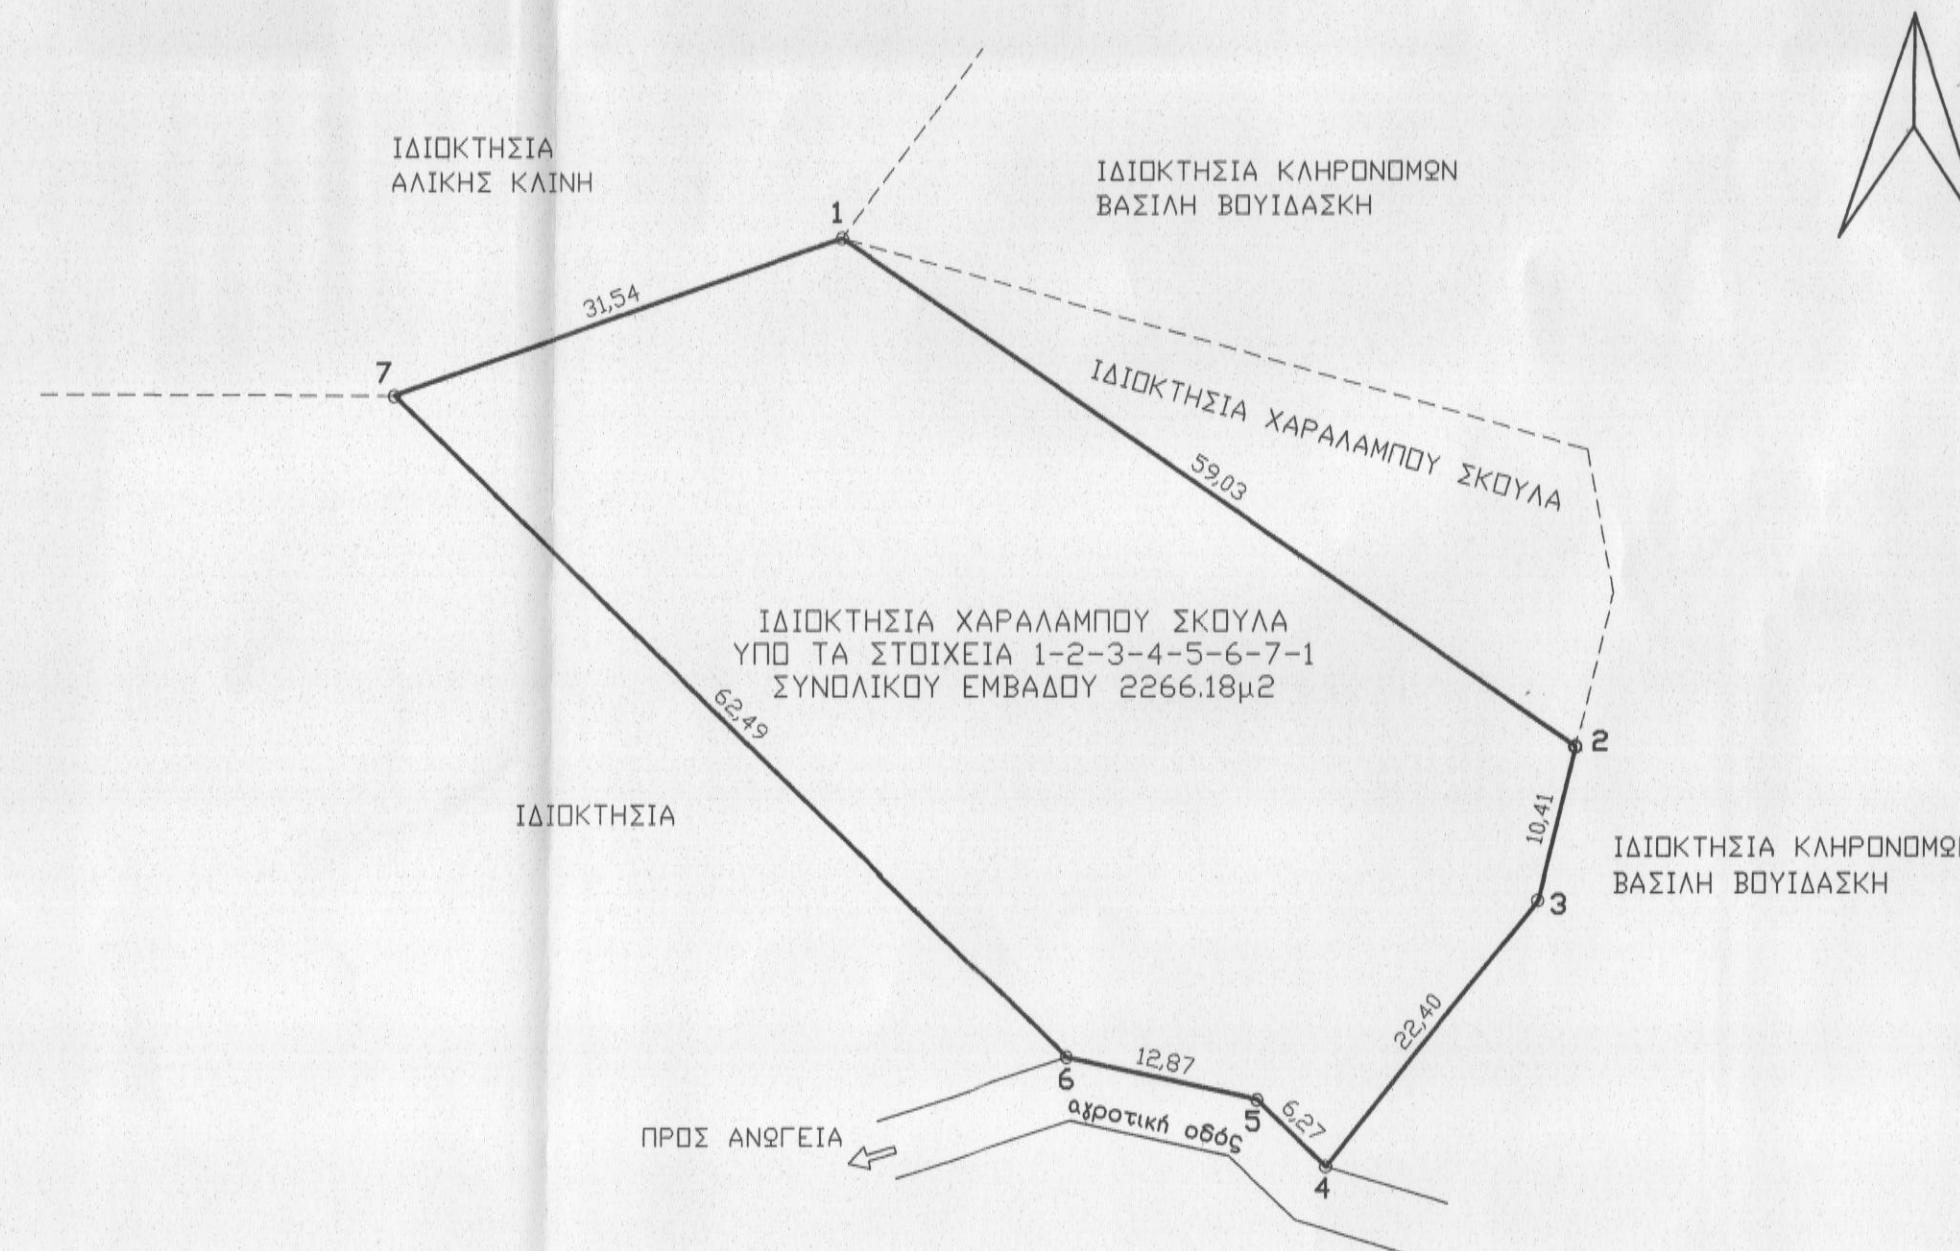 ΙΔΙΟΚΤΗΣΙΑ
ΑΛΙΚΗΣ ΚΛΙΝΗ
ΙΔΙΟΚΤΗΣΙΑ ΚΛΗΡΟΝΟΜΩΝ
ΒΑΣΙΛΗ ΒΟΥΙΔΑΣΚΗ
1
31,54
7
ΙΔΙΟΚΤΗΣΙΑ ΧΑΡΑΛΑΜΠΟΥ ΣΚΟΥΛΑ
59,03
ΙΔΙΟΚΤΗΣΙΑ ΧΑΡΑΛΑΜΠΟΥ ΣΚΟΥΛΑ
ΥΠΟ ΤΑ ΣΤΟΙΧΕΙΑ 1-2-3-4-5-6-7-1
ΣΥΝΟΛΙΚΟΥ ΕΜΒΑΔΟΥ 2266.18μ2
62,49
2
10,41
ΙΔΙΟΚΤΗΣΙΑ
ΙΔΙΟΚΤΗΣΙΑ ΚΛΗΡΟΝΟΜΩ
ΒΑΣΙΛΗ ΒΟΥΙΔΑΣΚΗ
3
22,40
12,87
6
αγροτική οδός
5
6,27
ΠΡΟΣ ΑΝΩΓΕΙΑ
4